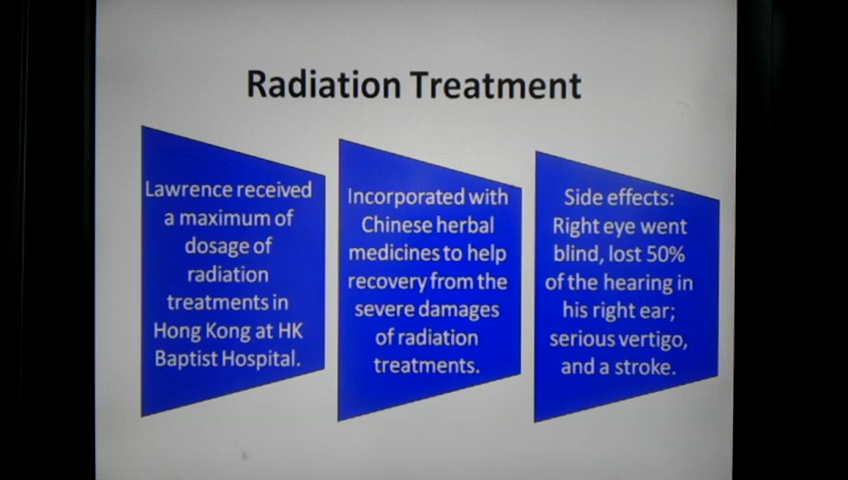 Radiation Treatment
Lawrence received
a maximum of
dosage of
radiation
treatments in
Hong Kong at HK
Baptist Hospital.
Incorporated with
Chinese herbal
medicines to help
recovery from the
severe damages
of radiation
treatments.
Side effects:
Right eye went
blind, lost 50%
of the hearing in
his right ear;
serious vertigo,
and a stroke.